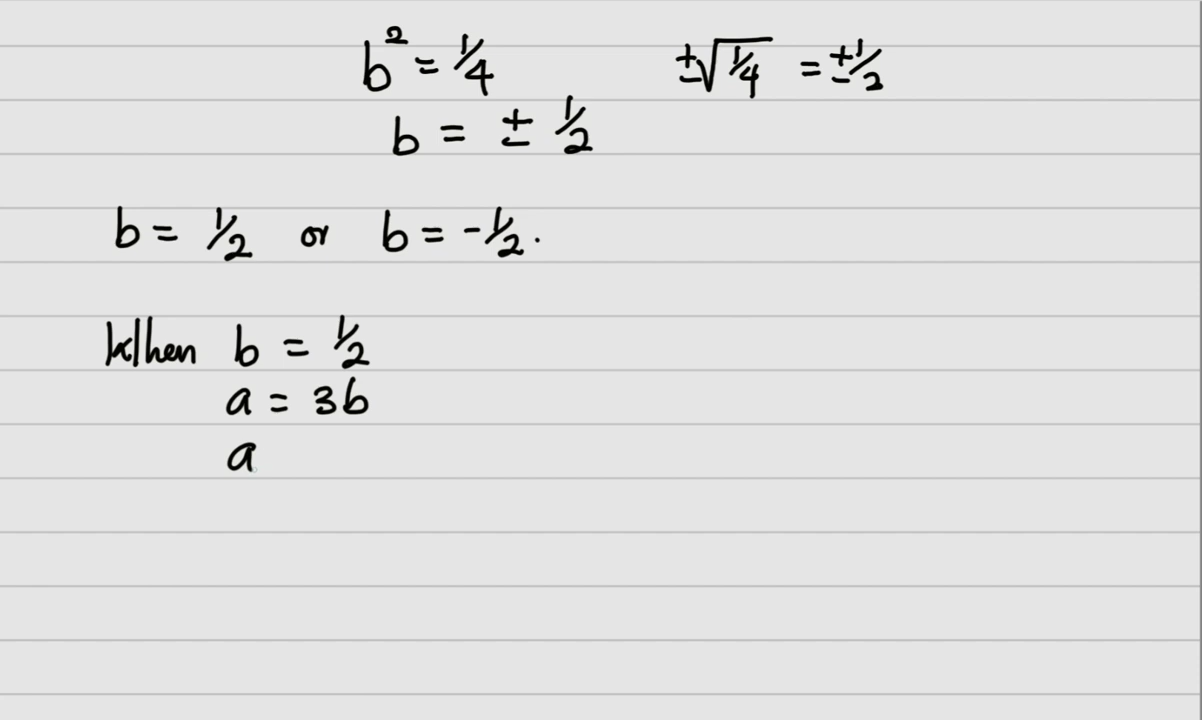 b² = 1/4 ±√1/4 = ±1/2
b = ± 1/2
b = 1/2 or b = -1/2.
When b = 1/2
a = 3b
a